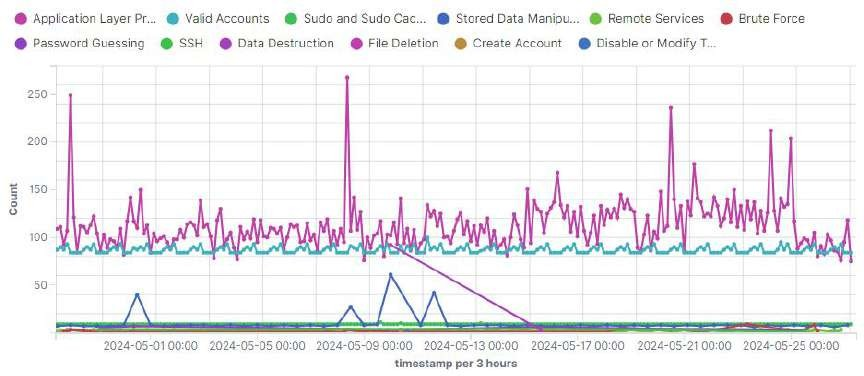 Application Layer Pr... Valid Accounts Sudo and Sudo Cac... Stored Data Manipu... Remote Services Brute Force
Password Guessing SSH Data Destruction File Deletion Create Account Disable or Modify T...
250
200
150
100
50
Count
2024-05-01 00:00 2024-05-05 00:00 2024-05-09 00:00 2024-05-13 00:00 2024-05-17 00:00 2024-05-21 00:00 2024-05-25 00:00
timestamp per 3 hours